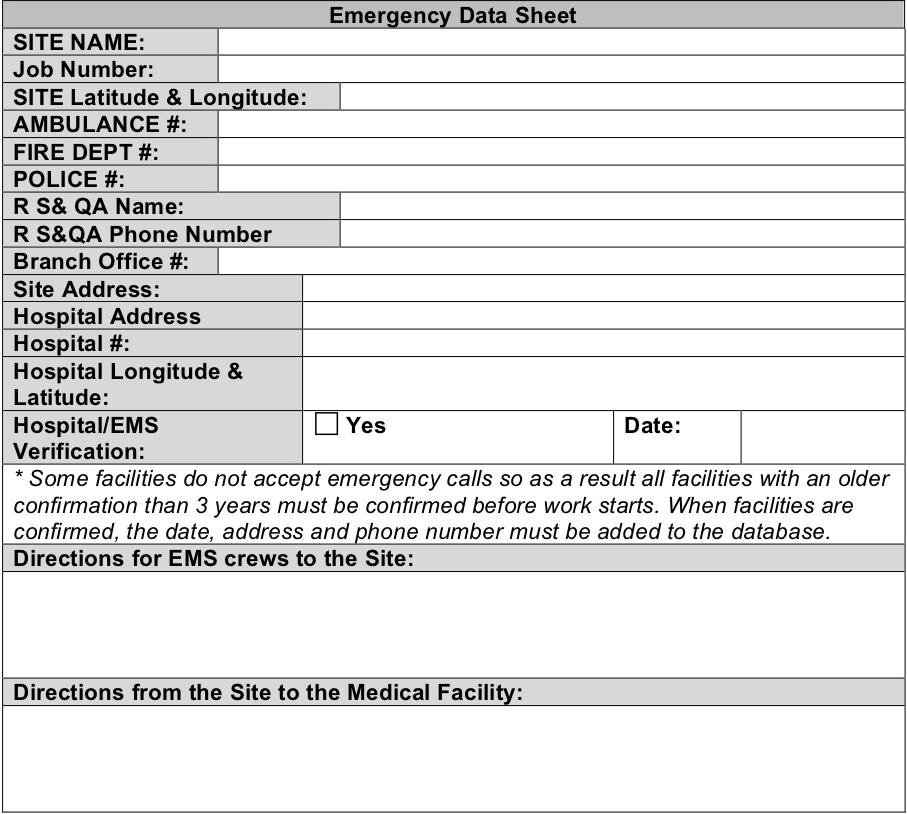 Emergency Data Sheet
SITE NAME:
Job Number:
SITE Latitude & Longitude:
AMBULANCE #:
FIRE DEPT #:
POLICE #:
R S& QA Name:
R S&QA Phone Number
Branch Office #:
Site Address:
Hospital Address
Hospital #:
Hospital Longitude &
Latitude:
Hospital/EMS
Verification:
Yes
Date:
* Some facilities do not accept emergency calls so as a result all facilities with an older
confirmation than 3 years must be confirmed before work starts. When facilities are
confirmed, the date, address and phone number must be added to the database.
Directions for EMS crews to the Site:
Directions from the Site to the Medical Facility: